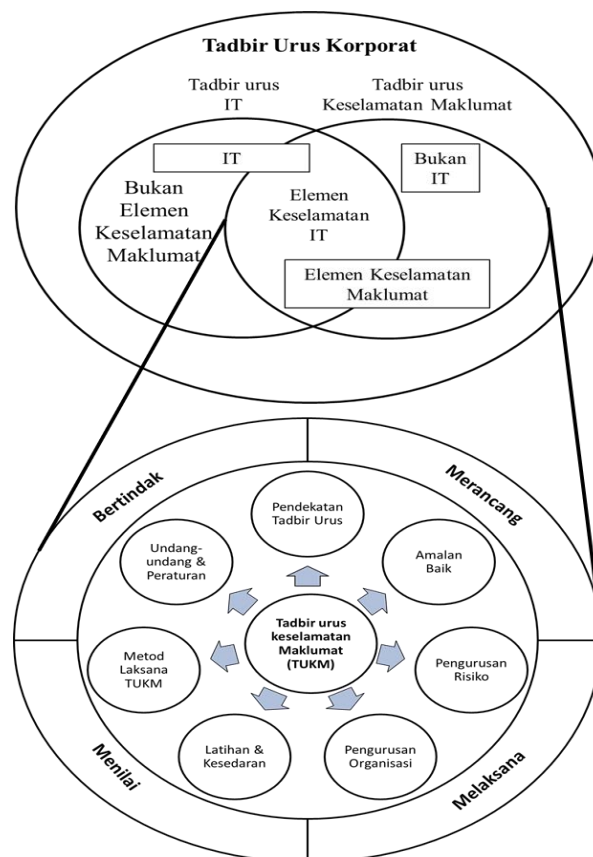 Tadbir Urus Korporat
Tadbir urus
IT
Tadbir urus
Keselamatan Maklumat
IT
Bukan
IT
Bukan
Elemen
Keselamatan
Maklumat
Elemen
Keselamatan
IT
Elemen Keselamatan
Maklumat
Bertindak
Merancang
Pendekatan
Tadbir Urus
Undang-
undang &
Peraturan
Amalan
Baik
Tadbir urus
keselamatan
Maklumat
(TUKM)
Metod
Laksana
TUKM
Pengurusan
Risiko
Latihan &
Kesedaran
Pengurusan
Organisasi
Menilai
Melaksana